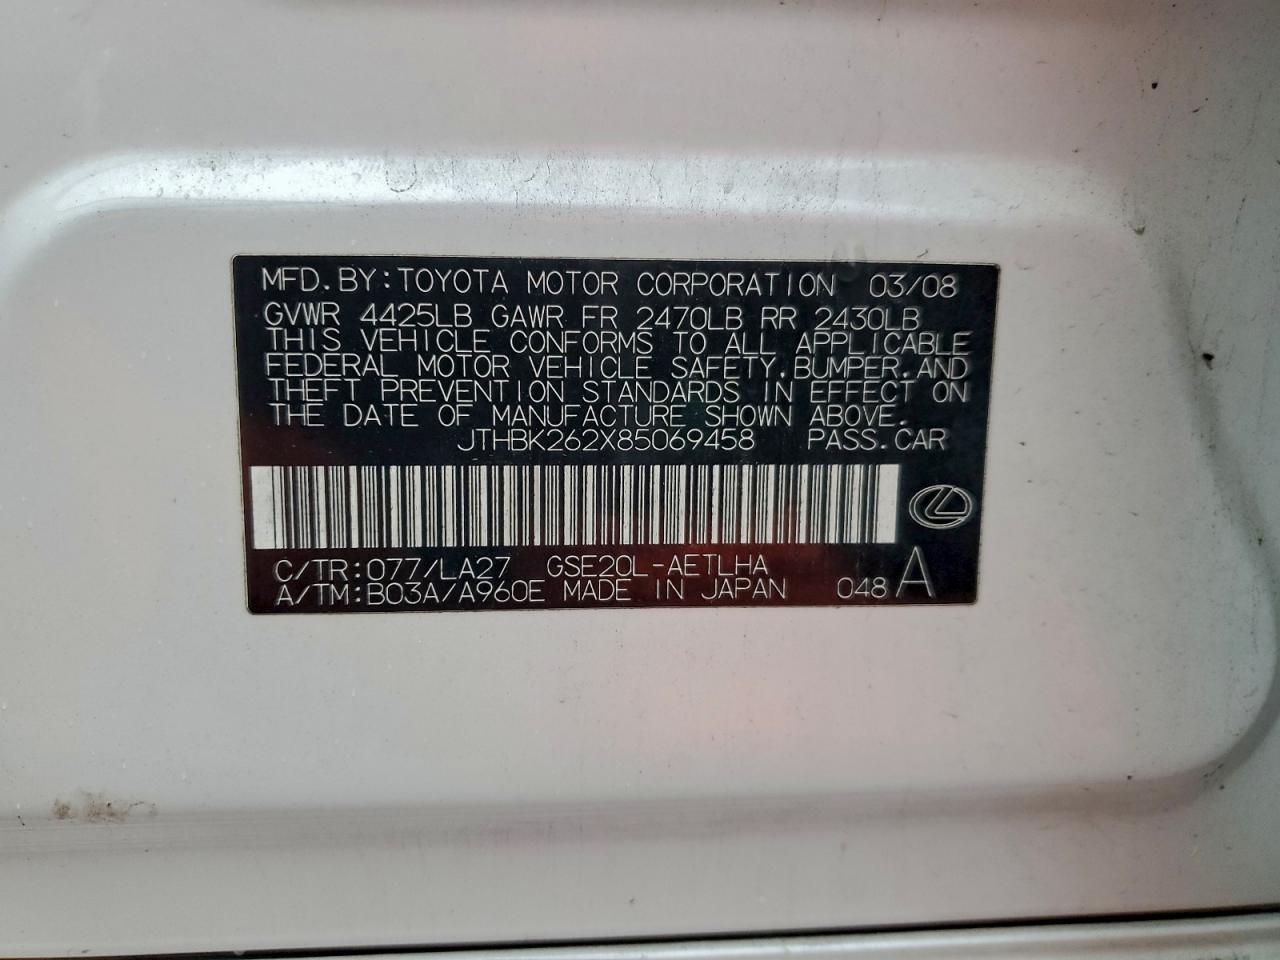 MFD. BY: TOYOTA MOTOR CORPORATION 03/08
GVWR 4425LB GAWR FR 2470LB RR 2430LB
THIS VEHICLE CONFORMS TO ALL APPLICABLE
FEDERAL MOTOR VEHICLE SAFETY, BUMPER, AND
THEFT PREVENTION STANDARDS IN EFFECT ON
THE DATE OF MANUFACTURE SHOWN ABOVE.
JTHBK262X85069458 PASS. CAR
C/TR: 077/LA27 GSE20L-AETLHA
A/TM: B03A/A960E MADE IN JAPAN 048 A